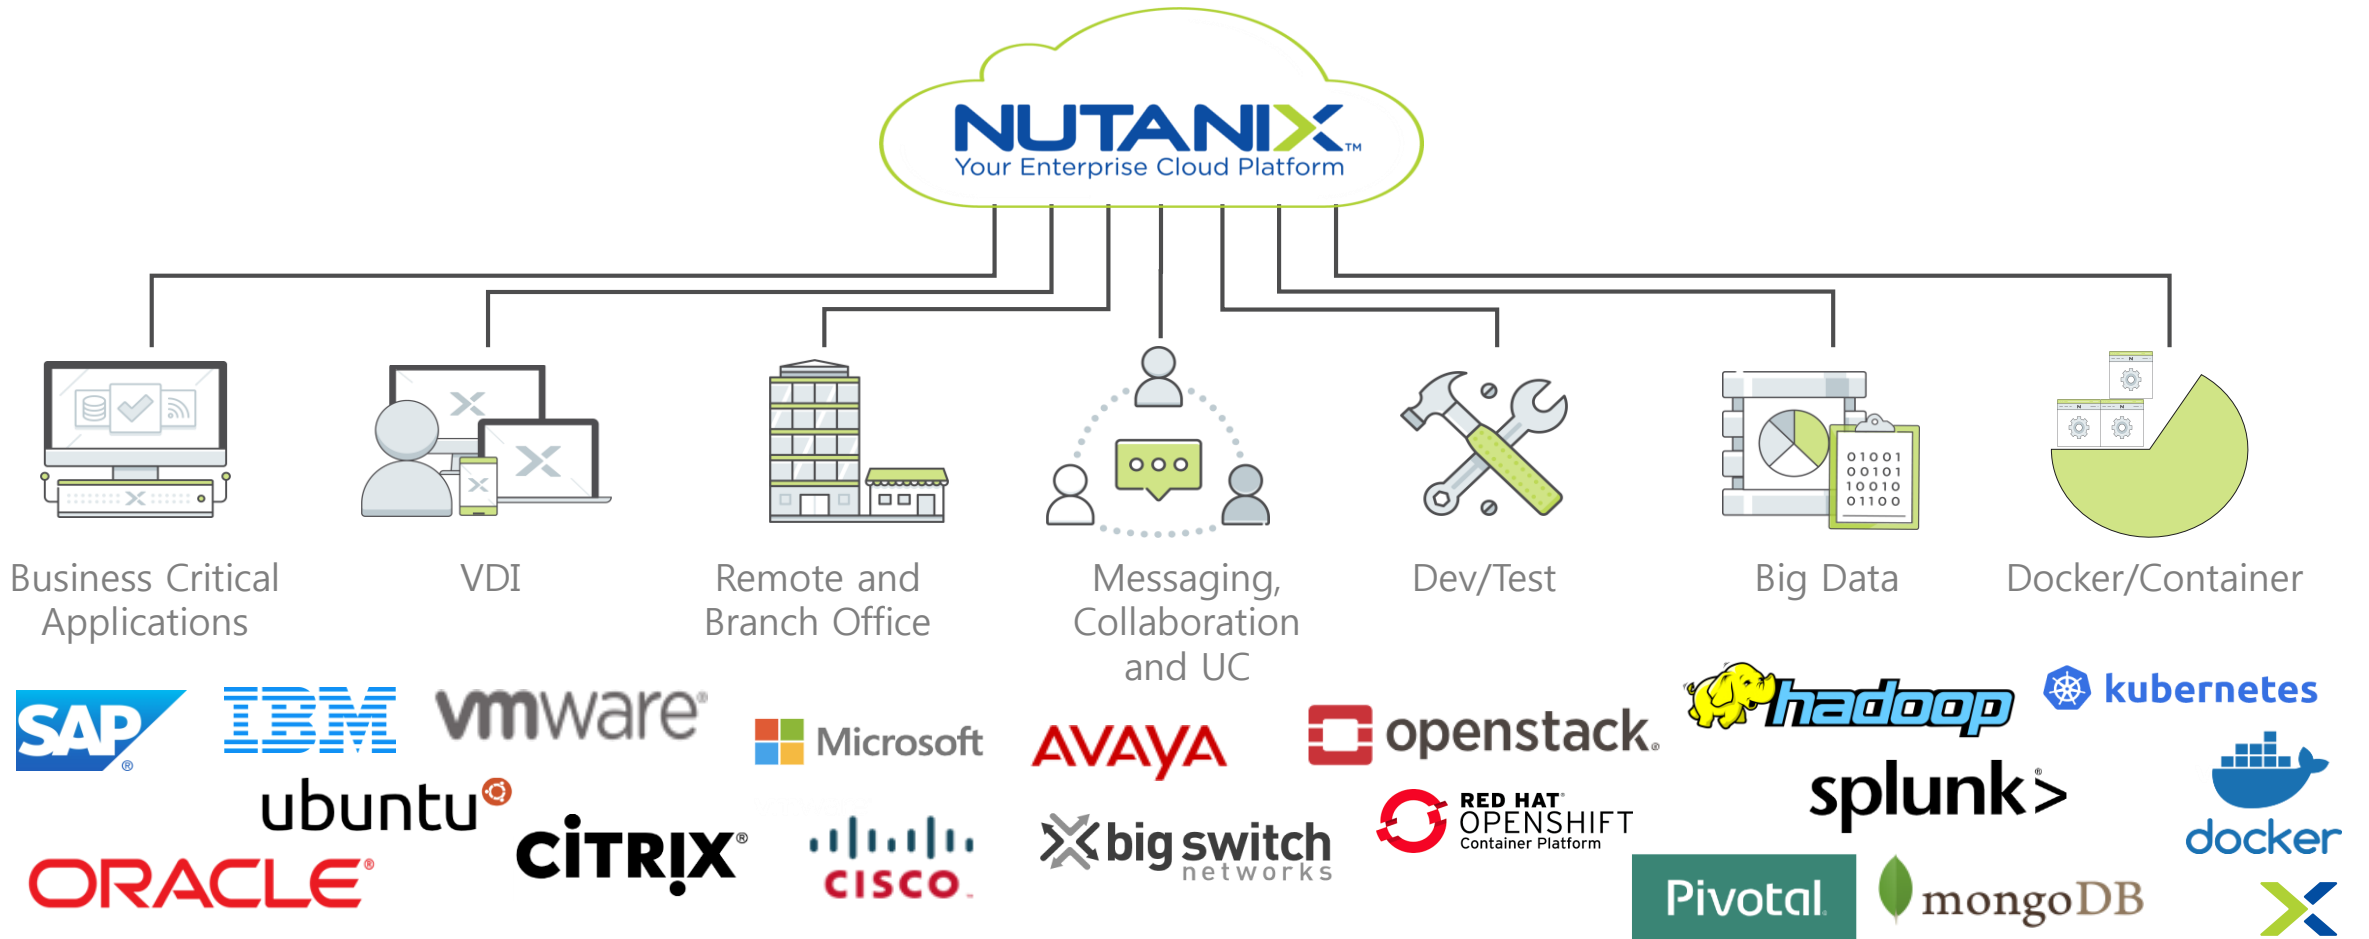 NUTANIX™
Your Enterprise Cloud Platform
01001
00101
10010
01100
Business Critical
Applications
VDI
Remote and
Branch Office
Messaging,
Collaboration
and UC
Dev/Test
Big Data
Docker/Container
SAP®
IBM
vmware®
Microsoft
AVAYA
openstack®
hadoop
kubernetes
ubuntu
CITRIX®
CISCO
big switch
networks
RED HAT®
OPENSHIFT
Container Platform
splunk>®
docker
ORACLE®
Pivotal
mongoDB